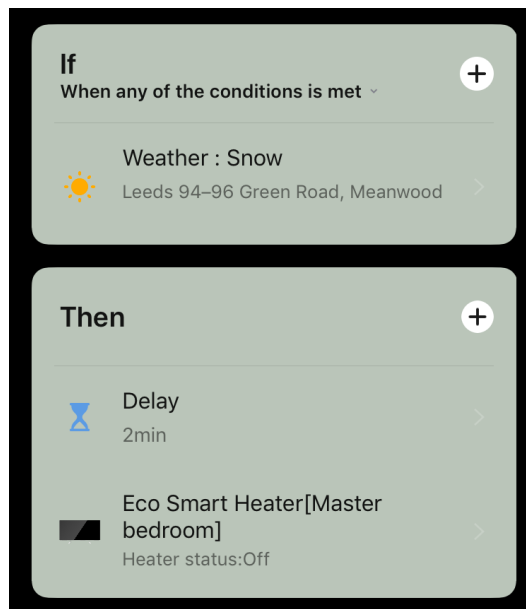 If
When any of the conditions is met
Weather : Snow
Leeds 94–96 Green Road, Meanwood
Then
Delay
2min
Eco Smart Heater[Master
bedroom]
Heater status:Off